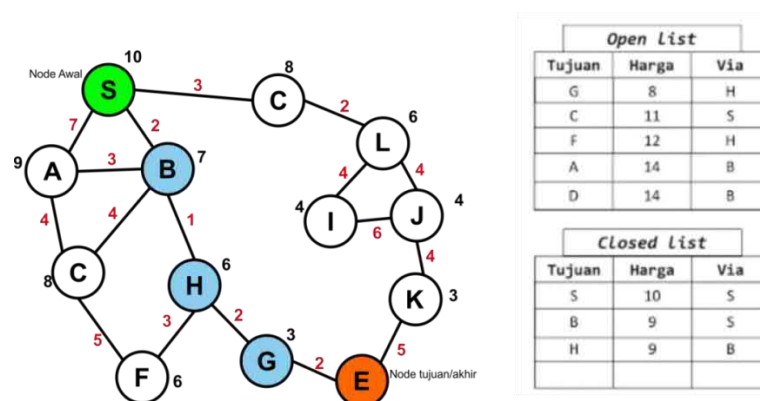 10
Node Awal
S
3
8
C
7
2
2
6
L
9
A
3
B
7
4
4
4
4
1
4
I
6
J
4
C
8
6
H
4
K
3
5
3
2
3
G
2
5
F
6
E
Node tujuan/akhir
Open list
Tujuan Harga Via
G 8 H
C 11 S
F 12 H
A 14 B
D 14 B
Closed list
Tujuan Harga Via
S 10 S
B 9 S
H 9 B